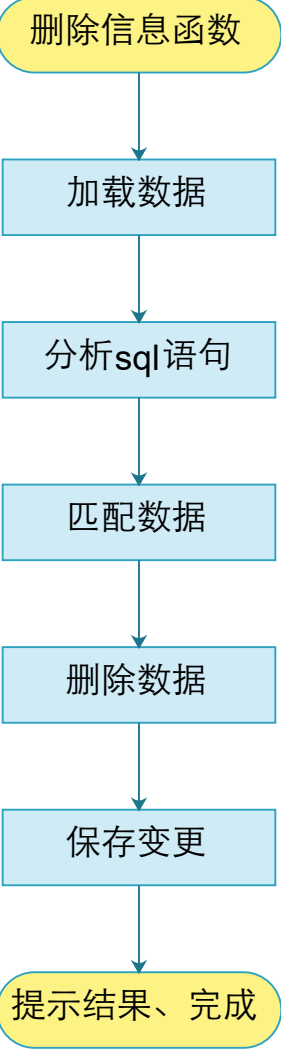 删除信息函数
加载数据
分析sql语句
匹配数据
删除数据
保存变更
提示结果、完成